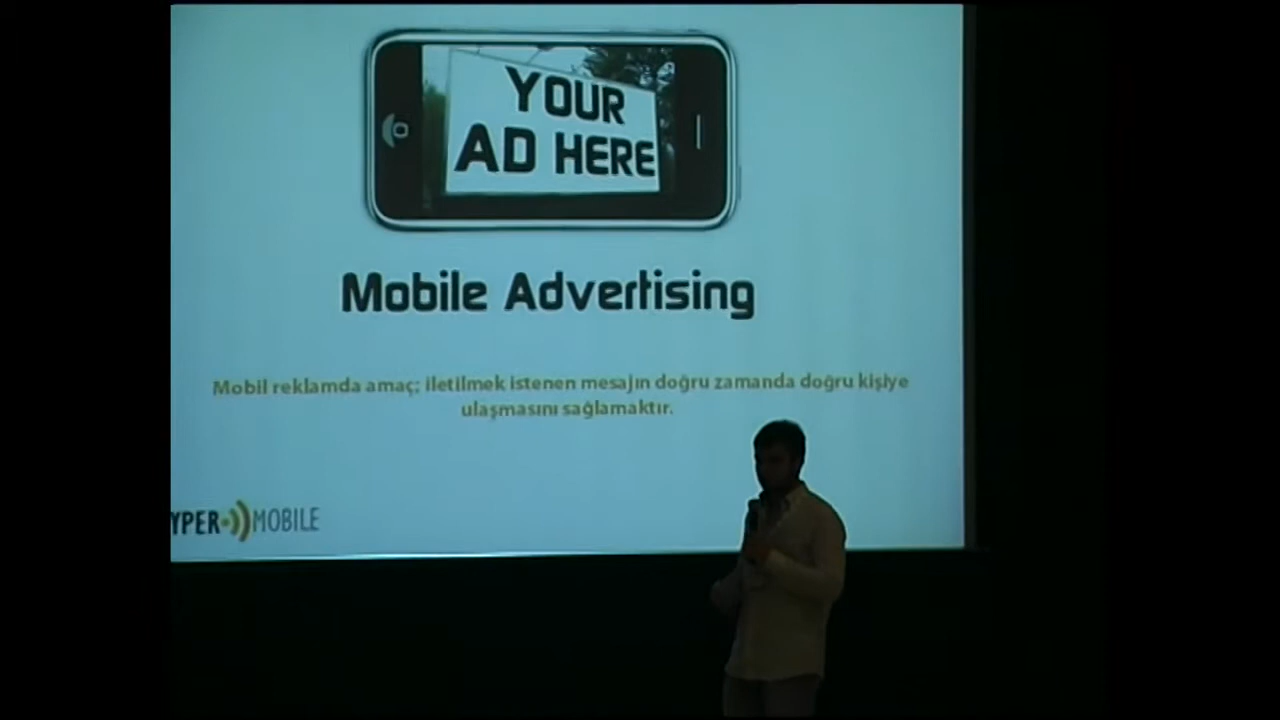 YOUR
AD HERE
Mobile Advertising
Mobil reklamda amaç; iletilmek istenen mesajın doğru zamanda doğru kişiye
ulaşmasını sağlamaktır.
YPER MOBILE